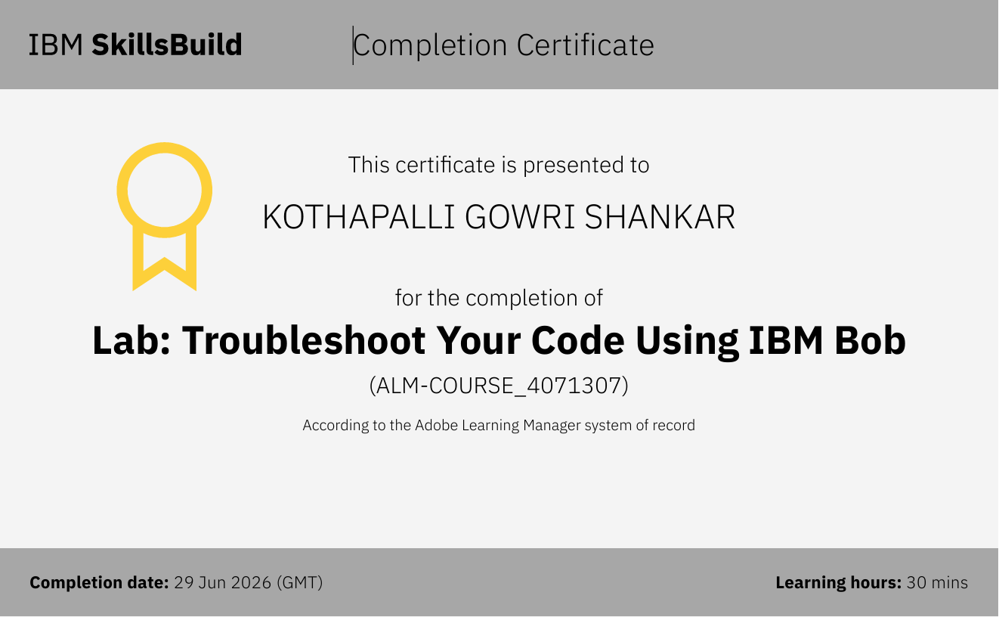 IBM SkillsBuild
Completion Certificate
This certificate is presented to
KOTHAPALLI GOWRI SHANKAR
for the completion of
Lab: Troubleshoot Your Code Using IBM Bob
(ALM-COURSE_4071307)
According to the Adobe Learning Manager system of record
Completion date: 29 Jun 2026 (GMT)
Learning hours: 30 mins